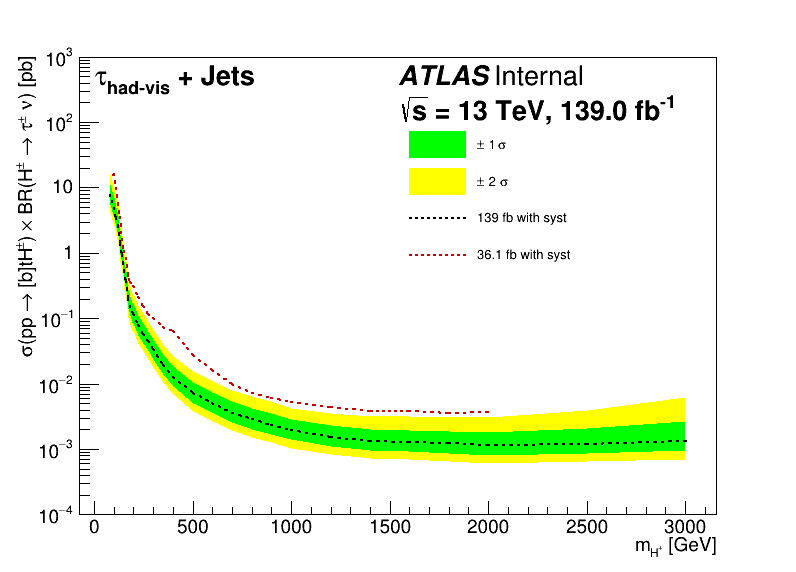 τhad-vis + Jets
ATLAS Internal
√s = 13 TeV, 139.0 fb-1
± 1 σ
± 2 σ
139 fb with syst
36.1 fb with syst
σ(pp → [b]tH±) × BR(H± → τ± ν) [pb]
10³
10²
10
1
10⁻¹
10⁻²
10⁻³
10⁻⁴
0 500 1000 1500 2000 2500 3000
mH+ [GeV]